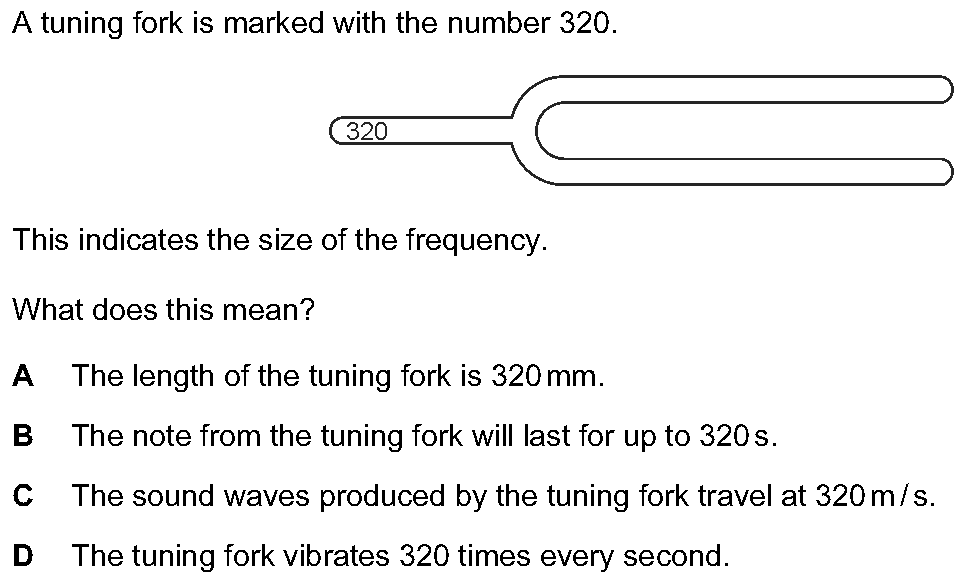 A tuning fork is marked with the number 320.
320
This indicates the size of the frequency.
What does this mean?
A The length of the tuning fork is 320 mm.
B The note from the tuning fork will last for up to 320 s.
C The sound waves produced by the tuning fork travel at 320 m / s.
D The tuning fork vibrates 320 times every second.